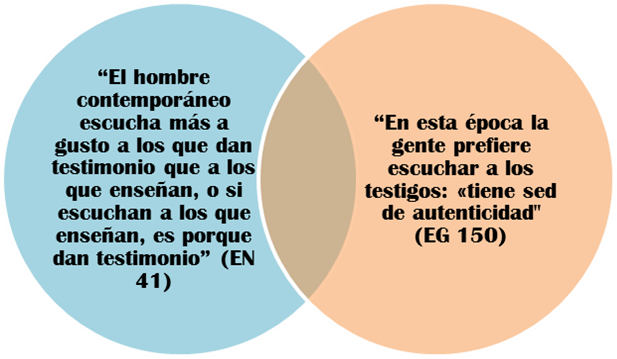 “El hombre
contemporáneo
escucha más a
gusto a los que dan
testimonio que a los
que enseñan, o si
escuchan a los que
enseñan, es porque
dan testimonio” (EN
41)
“En esta época la
gente prefiere
escuchar a los
testigos: «tiene sed
de autenticidad"
(EG 150)